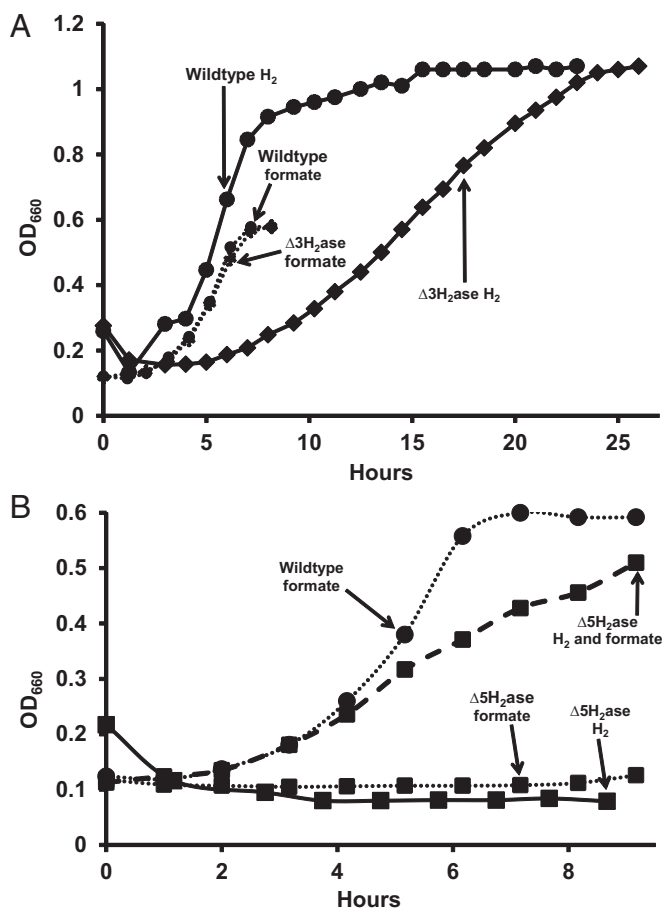 A
1.2
1
0.8
0.6
0.4
0.2
0
OD660
Wildtype H2
Wildtype
formate
Δ3H2ase
formate
Δ3H2ase H2
0 5 10 15 20 25
Hours
B
0.6
0.5
0.4
0.3
0.2
0.1
0
OD660
Wildtype
formate
Δ5H2ase
H2 and formate
Δ5H2ase
formate
Δ5H2ase
H2
0 2 4 6 8
Hours